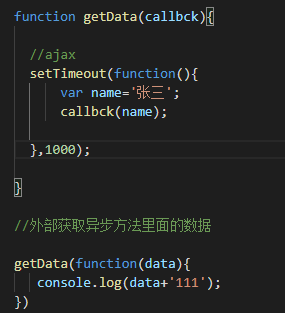 function getData(callbck){
//ajax
setTimeout(function(){
var name='张三';
callbck(name);
},1000);
}
//外部获取异步方法里面的数据
getData(function(data){
console.log(data+'111');
})